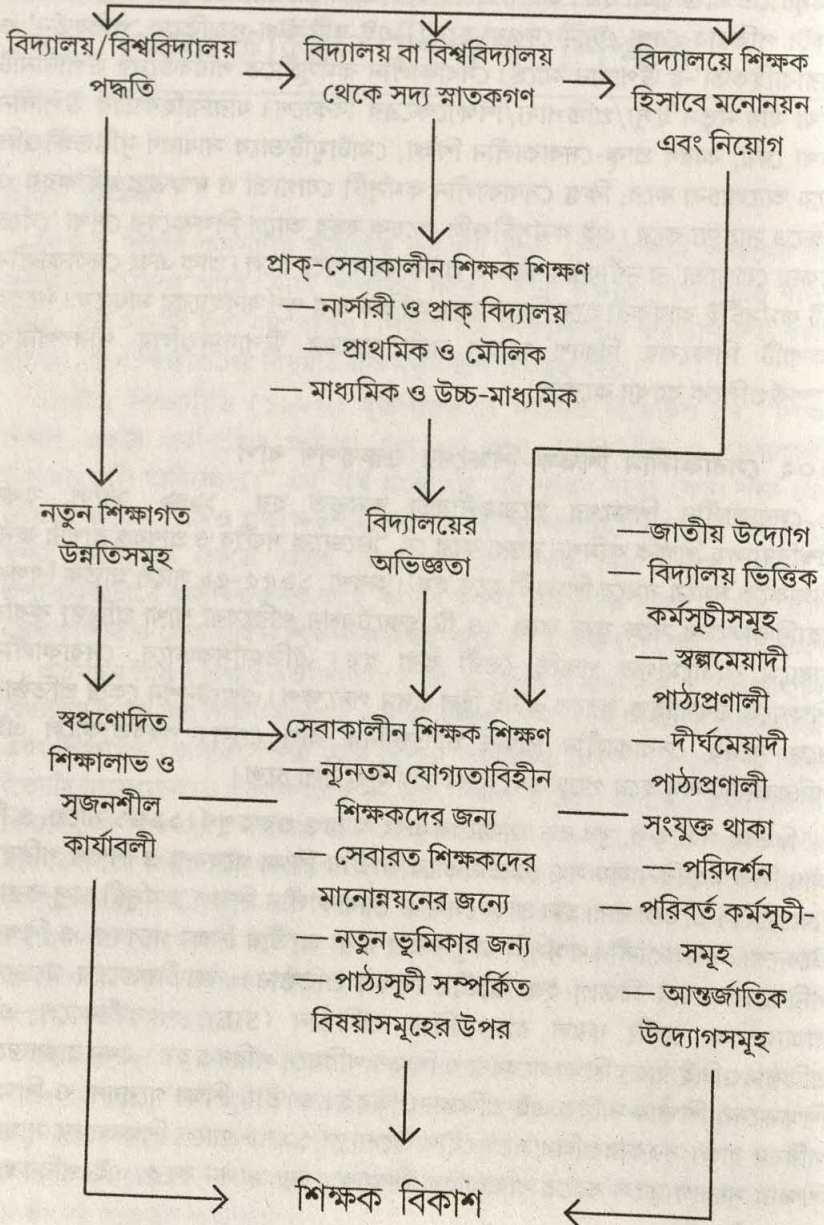 বিদ্যালয়/বিশ্ববিদ্যালয়
পদ্ধতি
বিদ্যালয় বা বিশ্ববিদ্যালয়
থেকে সদ্য স্নাতকগণ
বিদ্যালয়ে শিক্ষক
হিসাবে মনোনয়ন
এবং নিয়োগ
প্রাক্-সেবাকালীন শিক্ষক শিক্ষণ
— নার্সারী ও প্রাক্ বিদ্যালয়
— প্রাথমিক ও মৌলিক
— মাধ্যমিক ও উচ্চ-মাধ্যমিক
নতুন শিক্ষাগত
উন্নতিসমূহ
বিদ্যালয়ের
অভিজ্ঞতা
—জাতীয় উদ্যোগ
— বিদ্যালয় ভিত্তিক
কর্মসূচীসমূহ
— স্বল্পমেয়াদী
পাঠ্যপ্রণালী
—দীর্ঘমেয়াদী
পাঠ্যপ্রণালী
সংযুক্ত থাকা
— পরিদর্শন
— পরিবর্ত কর্মসূচী-
সমূহ
— আন্তর্জাতিক
উদ্যোগসমূহ
স্বপ্রণোদিত
শিক্ষালাভ ও
সৃজনশীল
কার্যাবলী
সেবাকালীন শিক্ষক শিক্ষণ
— ন্যূনতম যোগ্যতাবিহীন
শিক্ষকদের জন্য
— সেবারত শিক্ষকদের
মানোন্নয়নের জন্যে
— নতুন ভূমিকার জন্য
— পাঠ্যসূচী সম্পর্কিত
বিষয়াসমূহের উপর
শিক্ষক বিকাশ